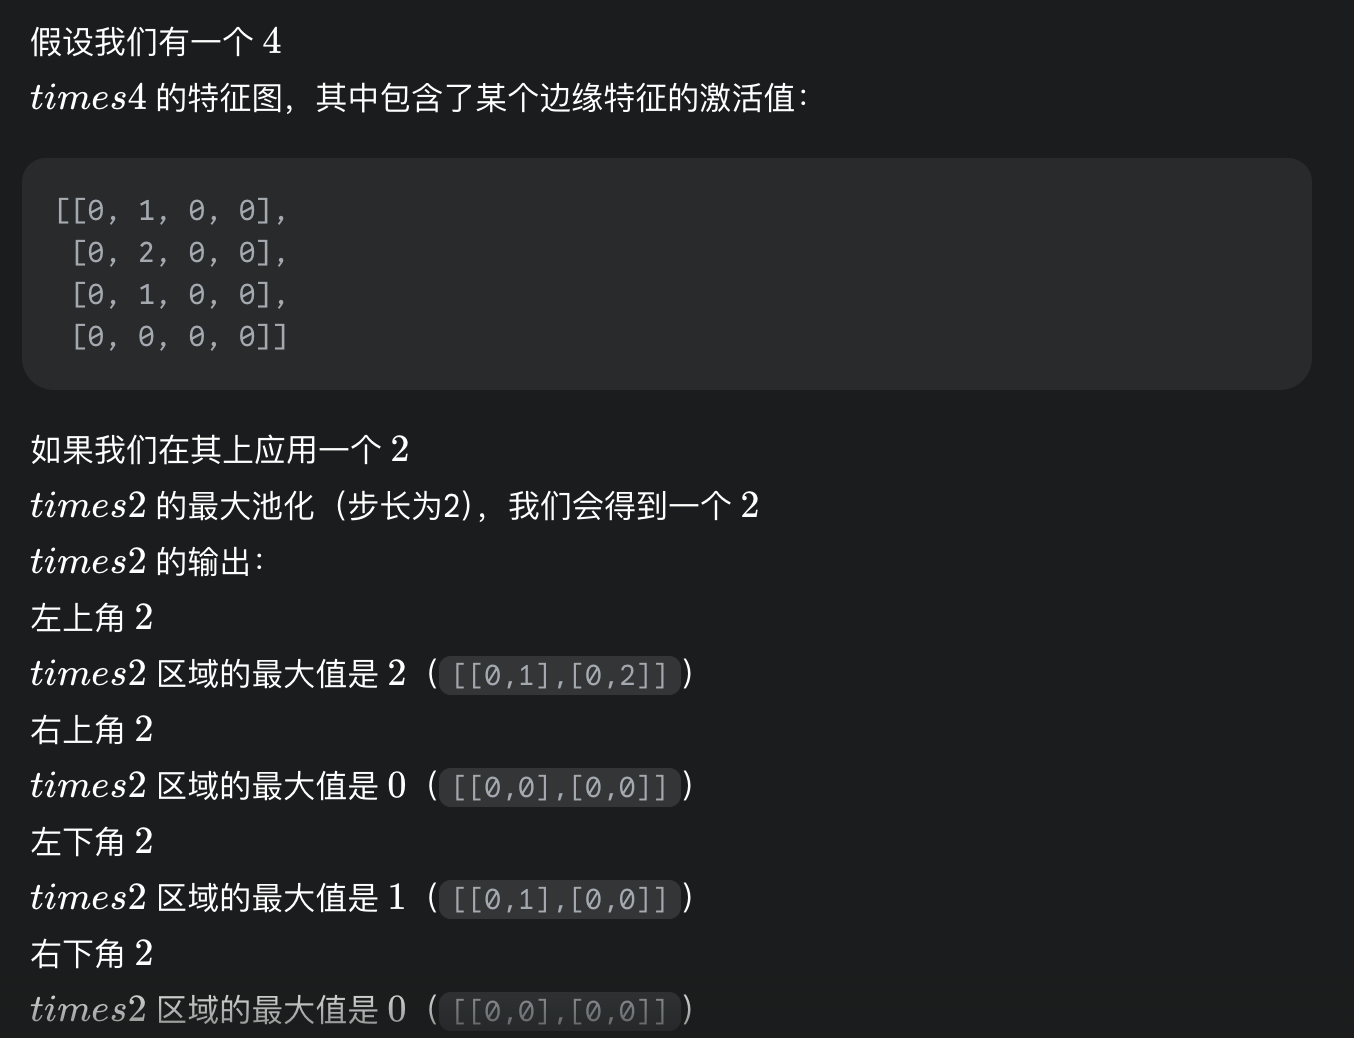 假设我们有一个 4
times4 的特征图，其中包含了某个边缘特征的激活值：
[[0, 1, 0, 0],
[0, 2, 0, 0],
[0, 1, 0, 0],
[0, 0, 0, 0]]
如果我们在其上应用一个 2
times2 的最大池化（步长为2），我们会得到一个 2
times2 的输出：
左上角 2
times2 区域的最大值是 2（[[0,1],[0,2]]）
右上角 2
times2 区域的最大值是 0（[[0,0],[0,0]]）
左下角 2
times2 区域的最大值是 1（[[0,1],[0,0]]）
右下角 2
times2 区域的最大值是 0（[[0,0],[0,0]]）